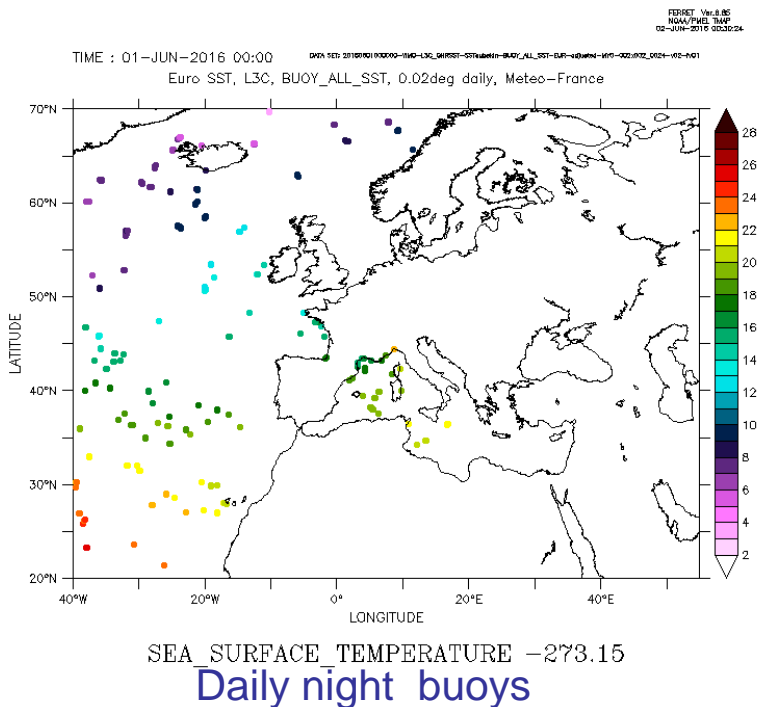 FERRET Ver.6.85
NOAA/PMEL TMAP
02-JUN-2016 00:30:24
TIME : 01-JUN-2016 00:00
DATA SET:
Euro SST, L3C, BUOY_ALL_SST, 0.02deg daily, Meteo-France
70°N
60°N
50°N
40°N
30°N
20°N
LATITUDE
40°W
20°W
0°
20°E
40°E
LONGITUDE
28
26
24
22
20
18
16
14
12
10
8
6
4
2
SEA_SURFACE_TEMPERATURE -273.15
Daily night buoys